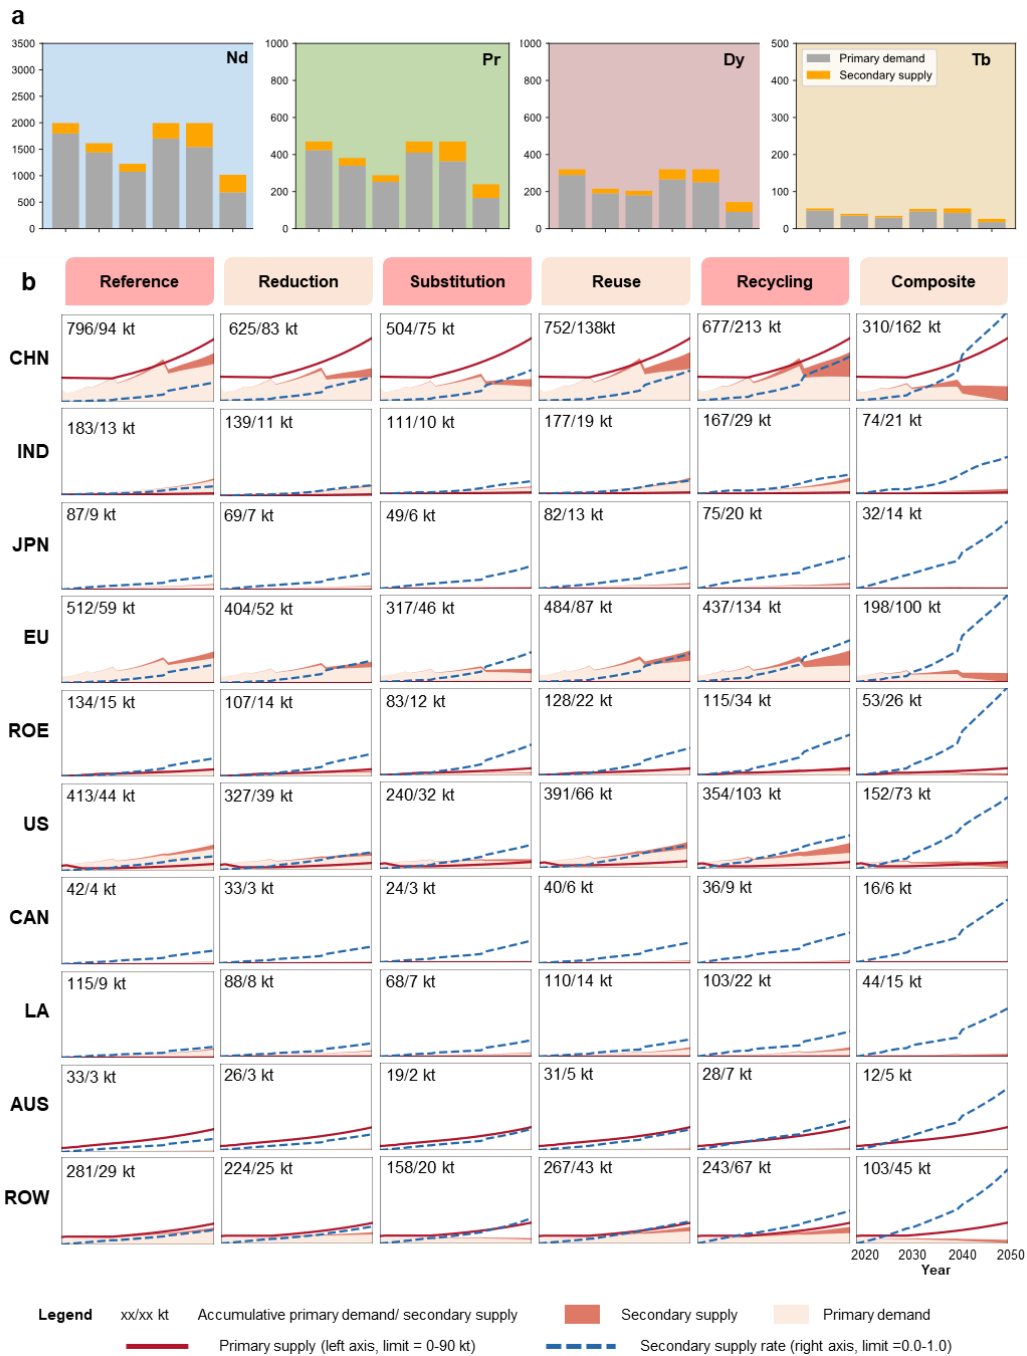 a
3500
3000
2500
2000
1500
1000
500
0
Nd
1000
800
600
400
200
0
Pr
1000
800
600
400
200
0
Dy
500
400
300
200
100
0
Primary demand
Secondary supply
Tb
b
Reference
Reduction
Substitution
Reuse
Recycling
Composite
CHN
796/94 kt
625/83 kt
504/75 kt
752/138kt
677/213 kt
310/162 kt
IND
183/13 kt
139/11 kt
111/10 kt
177/19 kt
167/29 kt
74/21 kt
JPN
87/9 kt
69/7 kt
49/6 kt
82/13 kt
75/20 kt
32/14 kt
EU
512/59 kt
404/52 kt
317/46 kt
484/87 kt
437/134 kt
198/100 kt
ROE
134/15 kt
107/14 kt
83/12 kt
128/22 kt
115/34 kt
53/26 kt
US
413/44 kt
327/39 kt
240/32 kt
391/66 kt
354/103 kt
152/73 kt
CAN
42/4 kt
33/3 kt
24/3 kt
40/6 kt
36/9 kt
16/6 kt
LA
115/9 kt
88/8 kt
68/7 kt
110/14 kt
103/22 kt
44/15 kt
AUS
33/3 kt
26/3 kt
19/2 kt
31/5 kt
28/7 kt
12/5 kt
ROW
281/29 kt
224/25 kt
158/20 kt
267/43 kt
243/67 kt
103/45 kt
2020 2030 2040 2050
Year
Legend xx/xx kt Accumulative primary demand/ secondary supply Secondary supply Primary demand
Primary supply (left axis, limit = 0-90 kt) Secondary supply rate (right axis, limit =0.0-1.0)